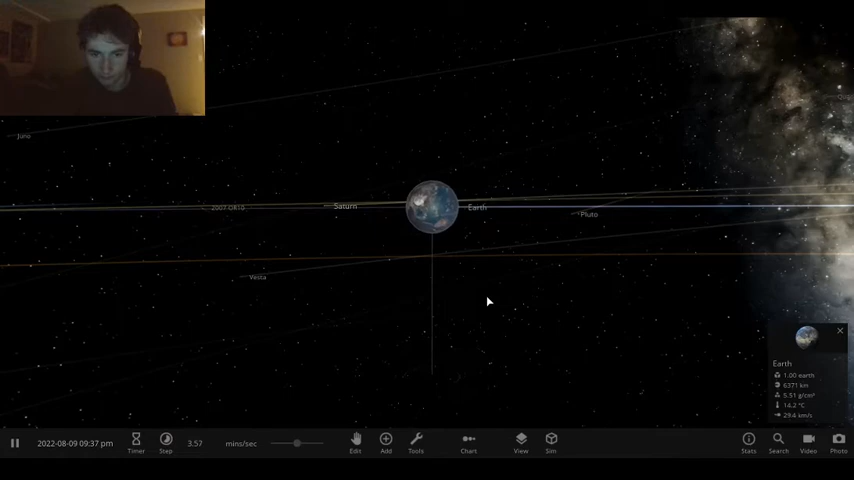 Juno
2007 OR10
Saturn
Earth
Pluto
Vesta
Earth
1.00 earth
6371 km
5.51 g/cm³
14.2 °C
29.4 km/s
2022-08-09 09:37 pm
Timer
Step
3.57
mins/sec
Edit
Add
Tools
Chart
View
Sim
Stats
Search
Video
Photo